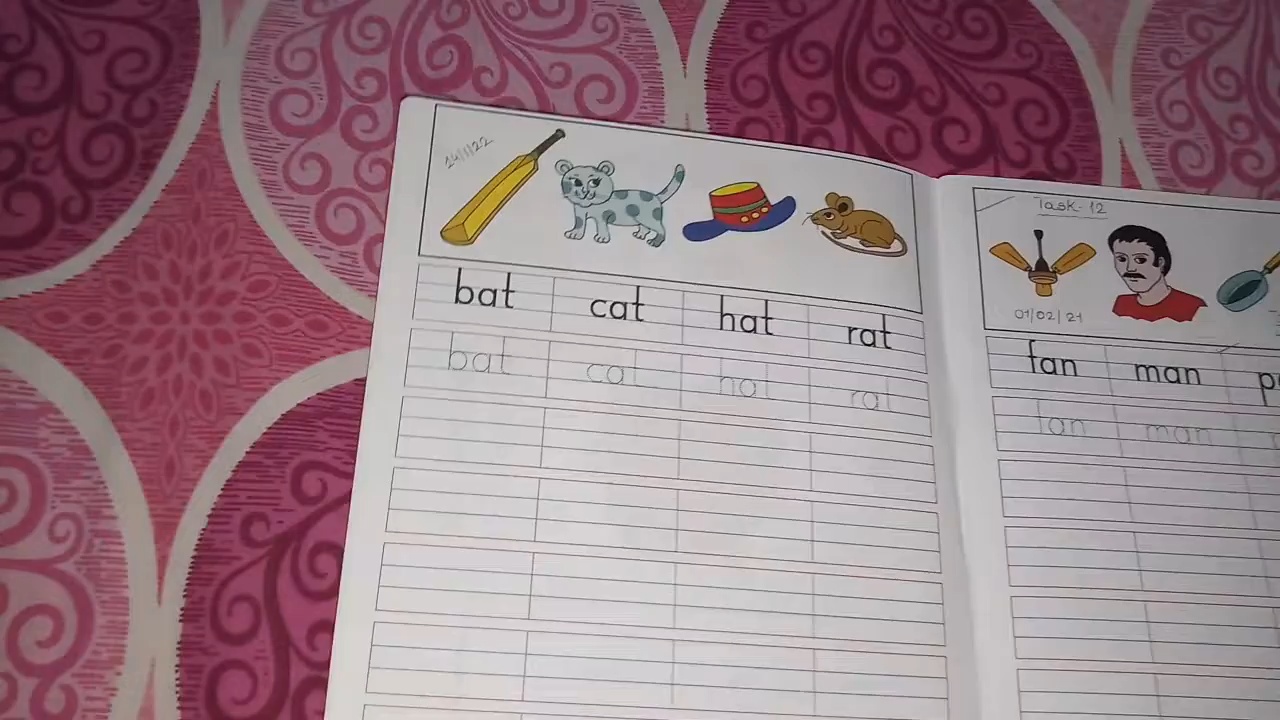 14/1/22
bat cat hat rat
bat cat hat rat
Task-12
01/02/21
fan man
fan man